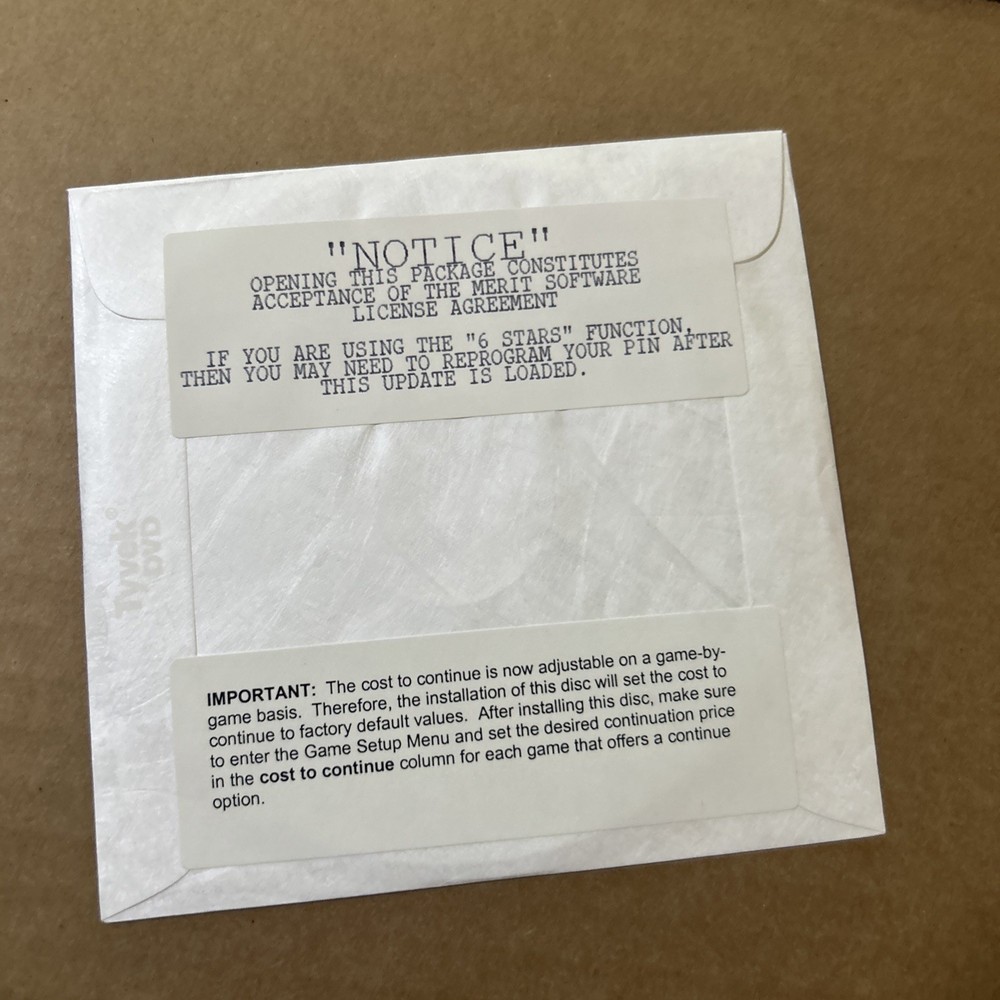 "NOTICE"
OPENING THIS PACKAGE CONSTITUTES
ACCEPTANCE OF THE MERIT SOFTWARE
LICENSE AGREEMENT
IF YOU ARE USING THE "6 STARS" FUNCTION,
THEN YOU MAY NEED TO REPROGRAM YOUR PIN AFTER
THIS UPDATE IS LOADED.
Tyvek®
DVD
IMPORTANT: The cost to continue is now adjustable on a game-by-
game basis. Therefore, the installation of this disc will set the cost to
continue to factory default values. After installing this disc, make sure
to enter the Game Setup Menu and set the desired continuation price
in the cost to continue column for each game that offers a continue
option.